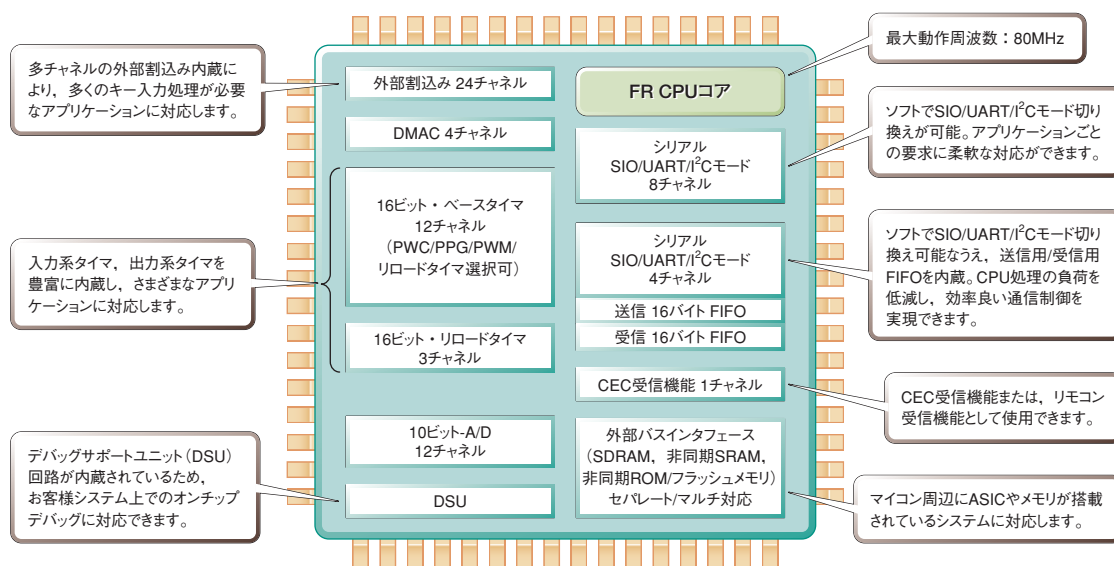 多チャネルの外部割込み内蔵に
より，多くのキー入力処理が必要
なアプリケーションに対応します。
入力系タイマ，出力系タイマを
豊富に内蔵し，さまざまなアプリ
ケーションに対応します。
デバッグサポートユニット（DSU）
回路が内蔵されているため，
お客様システム上でのオンチップ
デバッグに対応できます。
外部割込み 24チャネル
DMAC 4チャネル
16ビット・ベースタイマ
12チャネル
（PWC/PPG/PWM/
リロードタイマ選択可）
16ビット・リロードタイマ
3チャネル
10ビット-A/D
12チャネル
DSU
FR CPUコア
シリアル
SIO/UART/I²Cモード
8チャネル
シリアル
SIO/UART/I²Cモード
4チャネル
送信 16バイト FIFO
受信 16バイト FIFO
CEC受信機能 1チャネル
外部バスインタフェース
（SDRAM，非同期SRAM，
非同期ROM/フラッシュメモリ）
セパレート/マルチ対応
最大動作周波数：80MHz
ソフトでSIO/UART/I²Cモード切り
換えが可能。アプリケーションごと
の要求に柔軟な対応ができます。
ソフトでSIO/UART/I²Cモード切り
換え可能なうえ，送信用/受信用
FIFOを内蔵。CPU処理の負荷を
低減し，効率良い通信制御を
実現できます。
CEC受信機能または，リモコン
受信機能として使用できます。
マイコン周辺にASICやメモリが搭載
されているシステムに対応します。